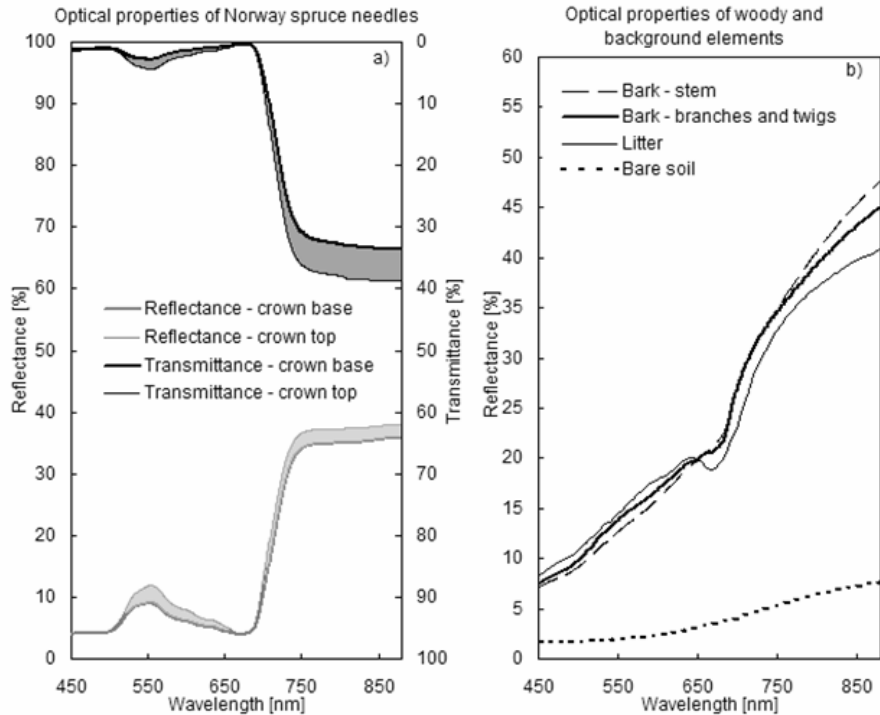 Optical properties of Norway spruce needles
a)
100
90
80
70
60
50
40
30
20
10
0
Reflectance [%]
0
10
20
30
40
50
60
70
80
90
100
Transmittance [%]
Reflectance - crown base
Reflectance - crown top
Transmittance - crown base
Transmittance - crown top
450 550 650 750 850
Wavelength [nm]
Optical properties of woody and
background elements
b)
60
55
50
45
40
35
30
25
20
15
10
5
0
Reflectance [%]
Bark - stem
Bark - branches and twigs
Litter
Bare soil
450 550 650 750 850
Wavelength [nm]